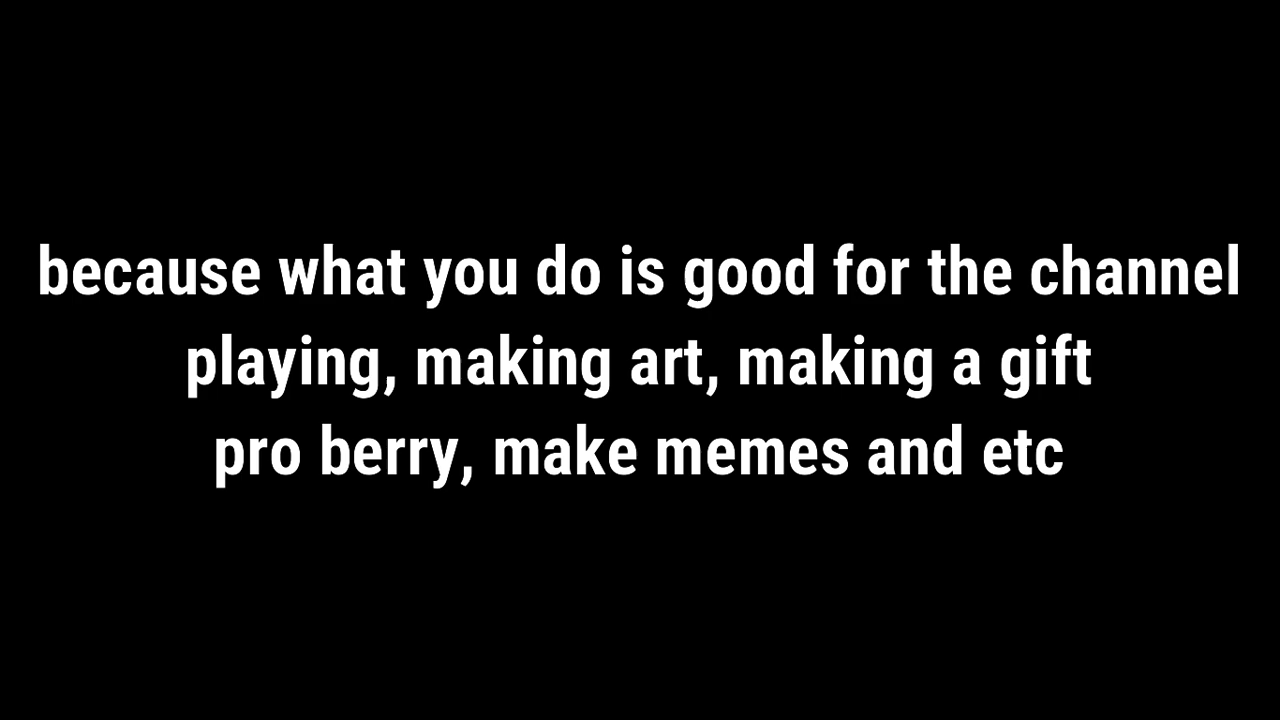 because what you do is good for the channel
playing, making art, making a gift
pro berry, make memes and etc